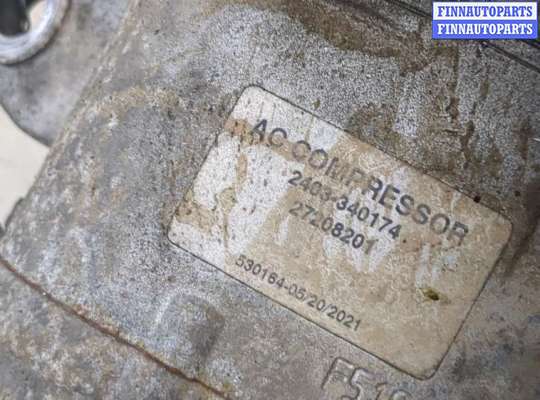 FINNAUTOPARTS
FINNAUTOPARTS
AC COMPRESSOR
2403-340174
27208201
530164-05/20/2021